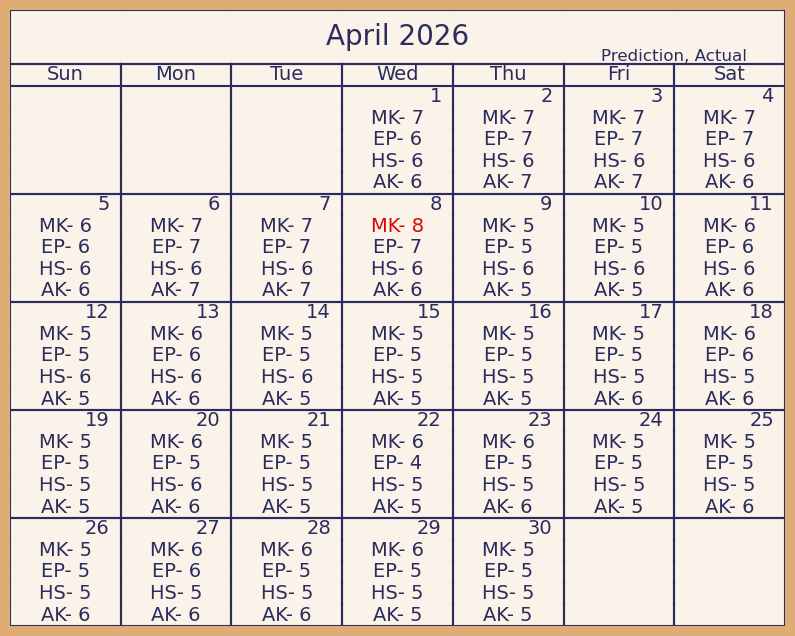 April 2026
Prediction, Actual
Sun Mon Tue Wed Thu Fri Sat
1 2 3 4
MK- 7 MK- 7 MK- 7 MK- 7
EP- 6 EP- 7 EP- 7 EP- 7
HS- 6 HS- 6 HS- 6 HS- 6
AK- 6 AK- 7 AK- 7 AK- 6
5 6 7 8 9 10 11
MK- 6 MK- 7 MK- 7 MK- 8 MK- 5 MK- 5 MK- 6
EP- 6 EP- 7 EP- 7 EP- 7 EP- 5 EP- 5 EP- 6
HS- 6 HS- 6 HS- 6 HS- 6 HS- 6 HS- 6 HS- 6
AK- 6 AK- 7 AK- 7 AK- 6 AK- 5 AK- 5 AK- 6
12 13 14 15 16 17 18
MK- 5 MK- 6 MK- 5 MK- 5 MK- 5 MK- 5 MK- 6
EP- 5 EP- 6 EP- 5 EP- 5 EP- 5 EP- 5 EP- 6
HS- 6 HS- 6 HS- 6 HS- 5 HS- 5 HS- 5 HS- 5
AK- 5 AK- 6 AK- 5 AK- 5 AK- 5 AK- 6 AK- 6
19 20 21 22 23 24 25
MK- 5 MK- 6 MK- 5 MK- 6 MK- 6 MK- 5 MK- 5
EP- 5 EP- 5 EP- 5 EP- 4 EP- 5 EP- 5 EP- 5
HS- 5 HS- 6 HS- 5 HS- 5 HS- 5 HS- 5 HS- 5
AK- 5 AK- 6 AK- 5 AK- 5 AK- 6 AK- 5 AK- 6
26 27 28 29 30
MK- 5 MK- 6 MK- 6 MK- 6 MK- 5
EP- 5 EP- 6 EP- 5 EP- 5 EP- 5
HS- 5 HS- 5 HS- 5 HS- 5 HS- 5
AK- 6 AK- 6 AK- 6 AK- 5 AK- 5